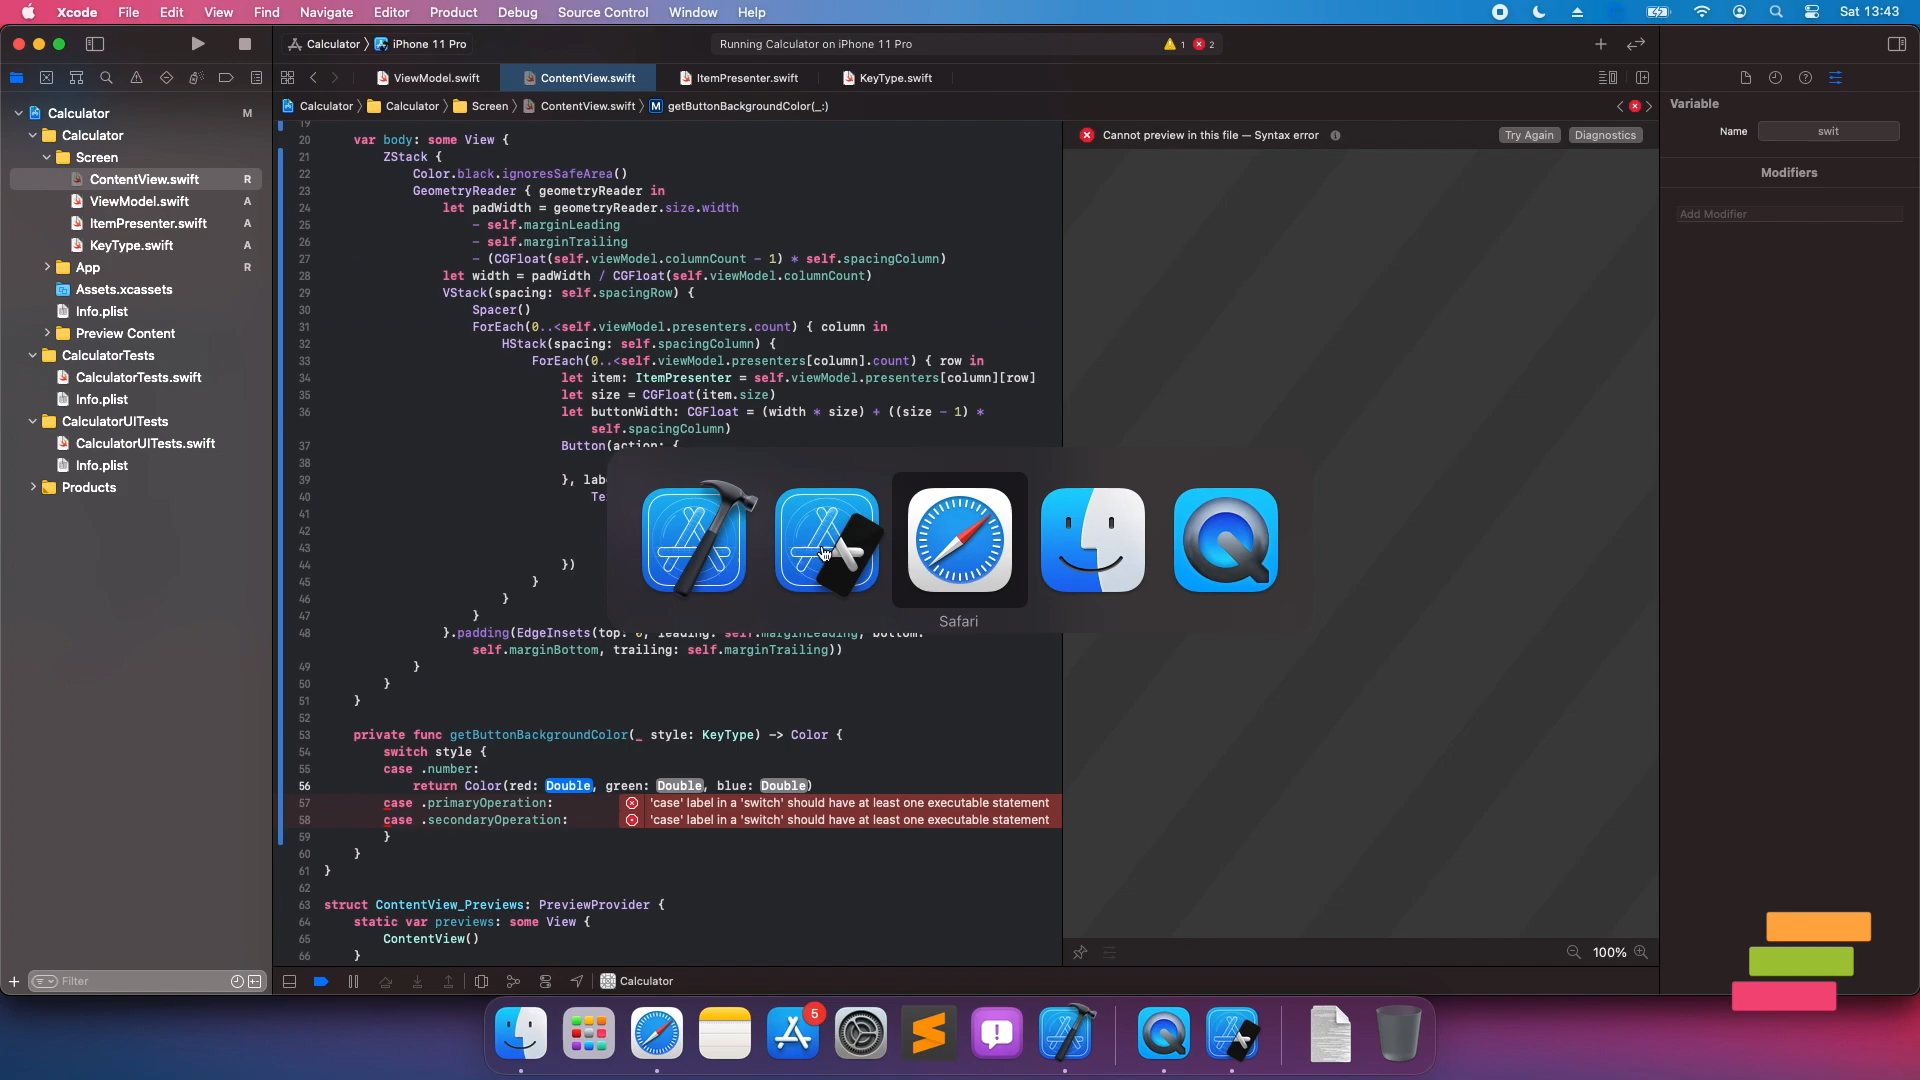 Xcode File Edit View Find Navigate Editor Product Debug Source Control Window Help Sat 13:43
Calculator iPhone 11 Pro Running Calculator on iPhone 11 Pro 1 2
ViewModel.swift ContentView.swift ItemPresenter.swift KeyType.swift
Calculator Calculator Screen ContentView.swift M getButtonBackgroundColor(_:)
Calculator M
Calculator
Screen
ContentView.swift R
ViewModel.swift A
ItemPresenter.swift A
KeyType.swift A
App R
Assets.xcassets
Info.plist
Preview Content
CalculatorTests
CalculatorTests.swift
Info.plist
CalculatorUITests
CalculatorUITests.swift
Info.plist
Products
Filter
19
20 var body: some View {
21 ZStack {
22 Color.black.ignoresSafeArea()
23 GeometryReader { geometryReader in
24 let padWidth = geometryReader.size.width
25 - self.marginLeading
26 - self.marginTrailing
27 - (CGFloat(self.viewModel.columnCount - 1) * self.spacingColumn)
28 let width = padWidth / CGFloat(self.viewModel.columnCount)
29 VStack(spacing: self.spacingRow) {
30 Spacer()
31 ForEach(0..<self.viewModel.presenters.count) { column in
32 HStack(spacing: self.spacingColumn) {
33 ForEach(0..<self.viewModel.presenters[column].count) { row in
34 let item: ItemPresenter = self.viewModel.presenters[column][row]
35 let size = CGFloat(item.size)
36 let buttonWidth: CGFloat = (width * size) + ((size - 1) *
self.spacingColumn)
37 Button(action: {
38
39 }, lab
40 Te
41
42
43
44 })
45 }
46 }
47 }
48 }.padding(EdgeInsets(top: 0, leading: self.marginLeading, bottom:
self.marginBottom, trailing: self.marginTrailing))
49 }
50 }
51 }
52
53 private func getButtonBackgroundColor(_ style: KeyType) -> Color {
54 switch style {
55 case .number:
56 return Color(red: Double, green: Double, blue: Double)
57 case .primaryOperation: 'case' label in a 'switch' should have at least one executable statement
58 case .secondaryOperation: 'case' label in a 'switch' should have at least one executable statement
59 }
60 }
61 }
62
63 struct ContentView_Previews: PreviewProvider {
64 static var previews: some View {
65 ContentView()
66 }
Safari
Cannot preview in this file — Syntax error Try Again Diagnostics
100%
Calculator
Variable
Name swit
Modifiers
Add Modifier
5